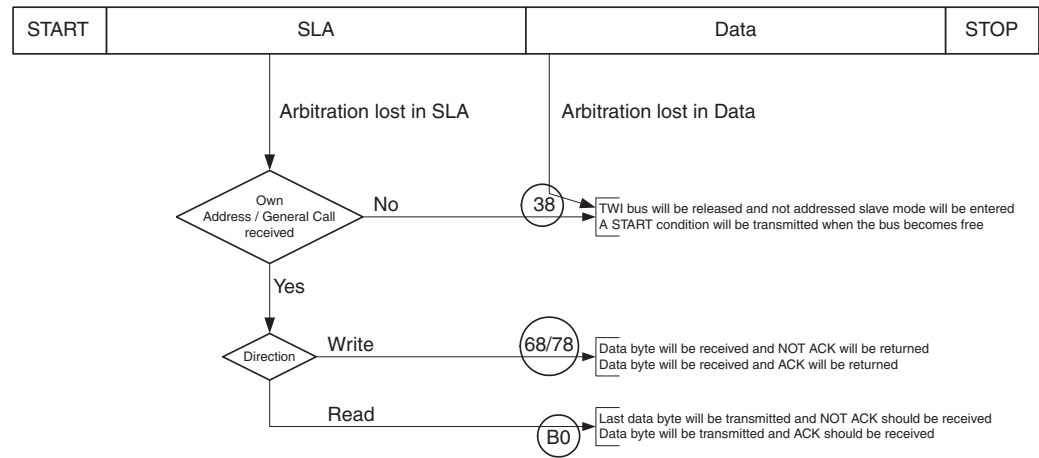 START SLA Data STOP
Arbitration lost in SLA Arbitration lost in Data
Own
Address / General Call
received
No 38
TWI bus will be released and not addressed slave mode will be entered
A START condition will be transmitted when the bus becomes free
Yes
Direction
Write 68/78
Data byte will be received and NOT ACK will be returned
Data byte will be received and ACK will be returned
Read B0
Last data byte will be transmitted and NOT ACK should be received
Data byte will be transmitted and ACK should be received